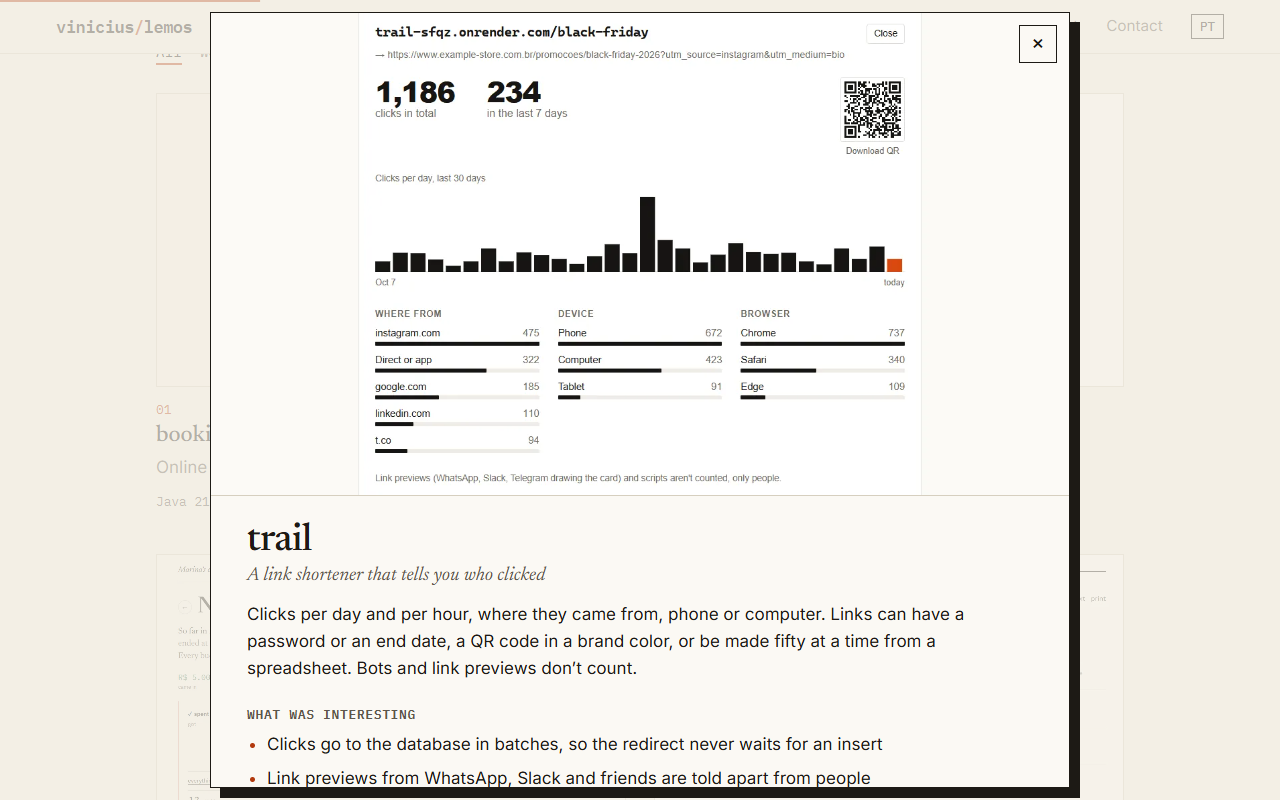 vinicius/lemos
Contact
PT
trail-sfqz.onrender.com/black-friday
Close
→ https://www.example-store.com.br/promocoes/black-friday-2026?utm_source=instagram&utm_medium=bio
×
1,186
234
clicks in total
in the last 7 days
Download QR
Clicks per day, last 30 days
Oct 7
today
WHERE FROM
DEVICE
BROWSER
instagram.com 475
Phone 672
Chrome 737
Direct or app 322
Computer 423
Safari 340
google.com 185
Tablet 91
Edge 109
linkedin.com 110
t.co 94
Link previews (WhatsApp, Slack, Telegram drawing the card) and scripts aren't counted, only people.
01
booki
Online
Java 21
trail
A link shortener that tells you who clicked
Clicks per day and per hour, where they came from, phone or computer. Links can have a
password or an end date, a QR code in a brand color, or be made fifty at a time from a
spreadsheet. Bots and link previews don’t count.
WHAT WAS INTERESTING
• Clicks go to the database in batches, so the redirect never waits for an insert
• Link previews from WhatsApp, Slack and friends are told apart from people